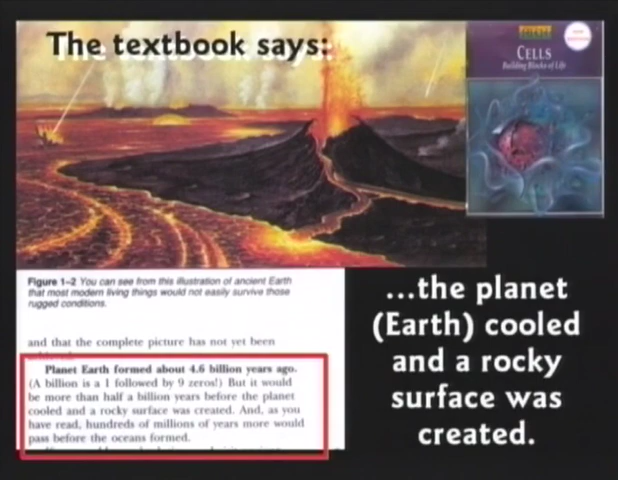 The textbook says:
CELLS
Building Blocks of Life
Figure 1–2 You can see from this illustration of ancient Earth
that most modern living things would not easily survive those
rugged conditions.
and that the complete picture has not yet been
Planet Earth formed about 4.6 billion years ago.
(A billion is a 1 followed by 9 zeros!) But it would
be more than half a billion years before the planet
cooled and a rocky surface was created. And, as you
have read, hundreds of millions of years more would
pass before the oceans formed.
...the planet
(Earth) cooled
and a rocky
surface was
created.